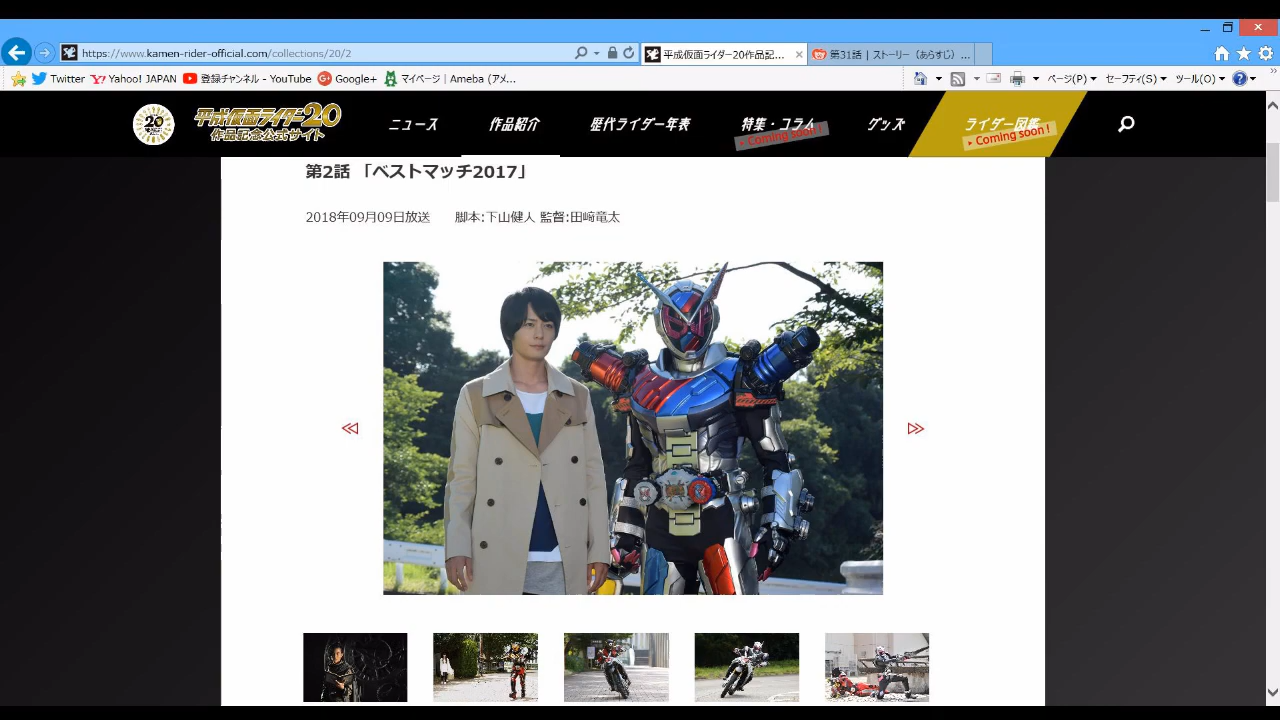 https://www.kamen-rider-official.com/collections/20/2
平成仮面ライダー20作品記...
第31話 | ストーリー（あらすじ） ...
Twitter
Yahoo! JAPAN
登録チャンネル - YouTube
Google+
マイページ | Ameba (アメ...
ページ(P)
セーフティ(S)
ツール(O)
20
平成仮面ライダー20
作品記念公式サイト
ニュース
作品紹介
歴代ライダー年表
特集・コラム
Coming soon !
グッズ
ライダー図鑑
Coming soon !
第2話 「ベストマッチ2017」
2018年09月09日放送 脚本:下山健人 監督:田﨑竜太